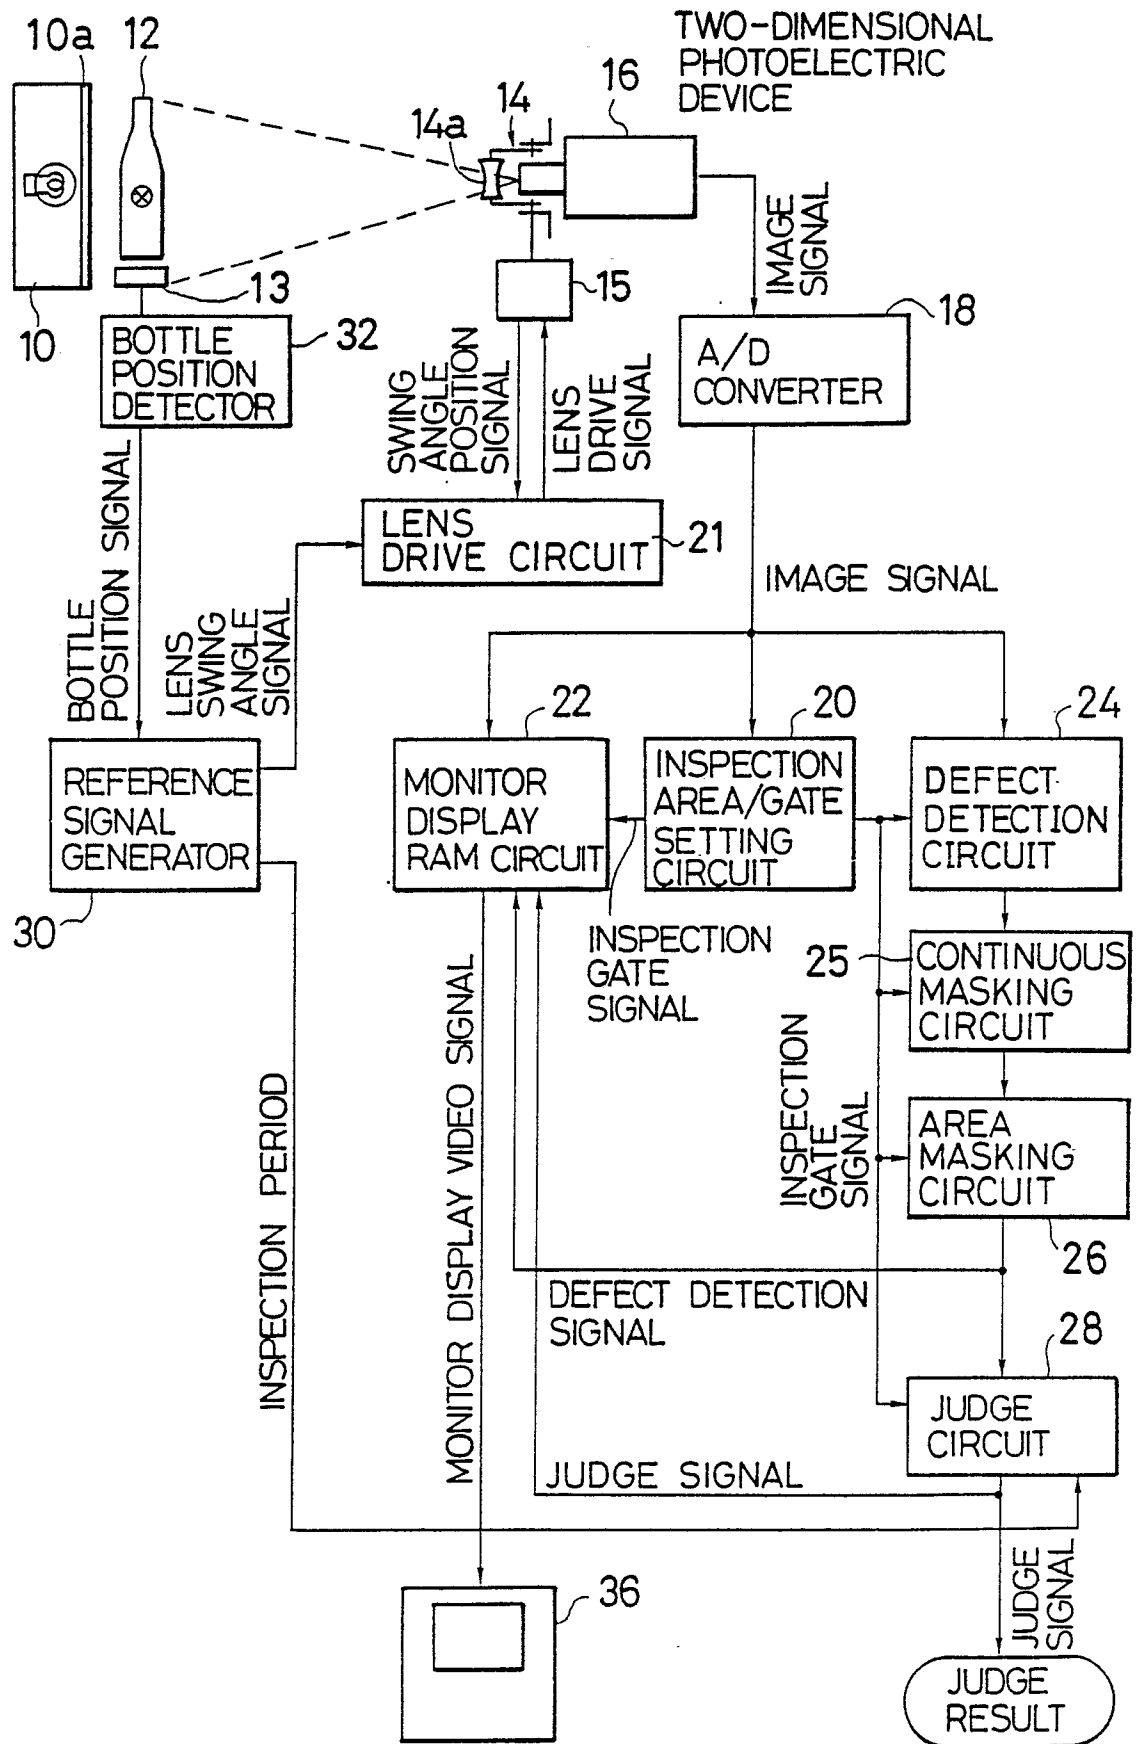 TWO-DIMENSIONAL
PHOTOELECTRIC
DEVICE
10a
12
14
14a
16
IMAGE
SIGNAL
10
13
15
18
BOTTLE
POSITION
DETECTOR
32
SWING
ANGLE
POSITION
SIGNAL
LENS
DRIVE
SIGNAL
A/D
CONVERTER
LENS
DRIVE CIRCUIT
21
BOTTLE
POSITION SIGNAL
LENS
SWING
ANGLE
SIGNAL
IMAGE SIGNAL
22
20
24
REFERENCE
SIGNAL
GENERATOR
30
MONITOR
DISPLAY
RAM CIRCUIT
INSPECTION
AREA/GATE
SETTING
CIRCUIT
DEFECT
DETECTION
CIRCUIT
INSPECTION
GATE
SIGNAL
25
CONTINUOUS
MASKING
CIRCUIT
INSPECTION
GATE
SIGNAL
AREA
MASKING
CIRCUIT
26
INSPECTION PERIOD
MONITOR DISPLAY VIDEO SIGNAL
DEFECT DETECTION
SIGNAL
28
JUDGE
CIRCUIT
JUDGE SIGNAL
JUDGE
SIGNAL
36
JUDGE
RESULT